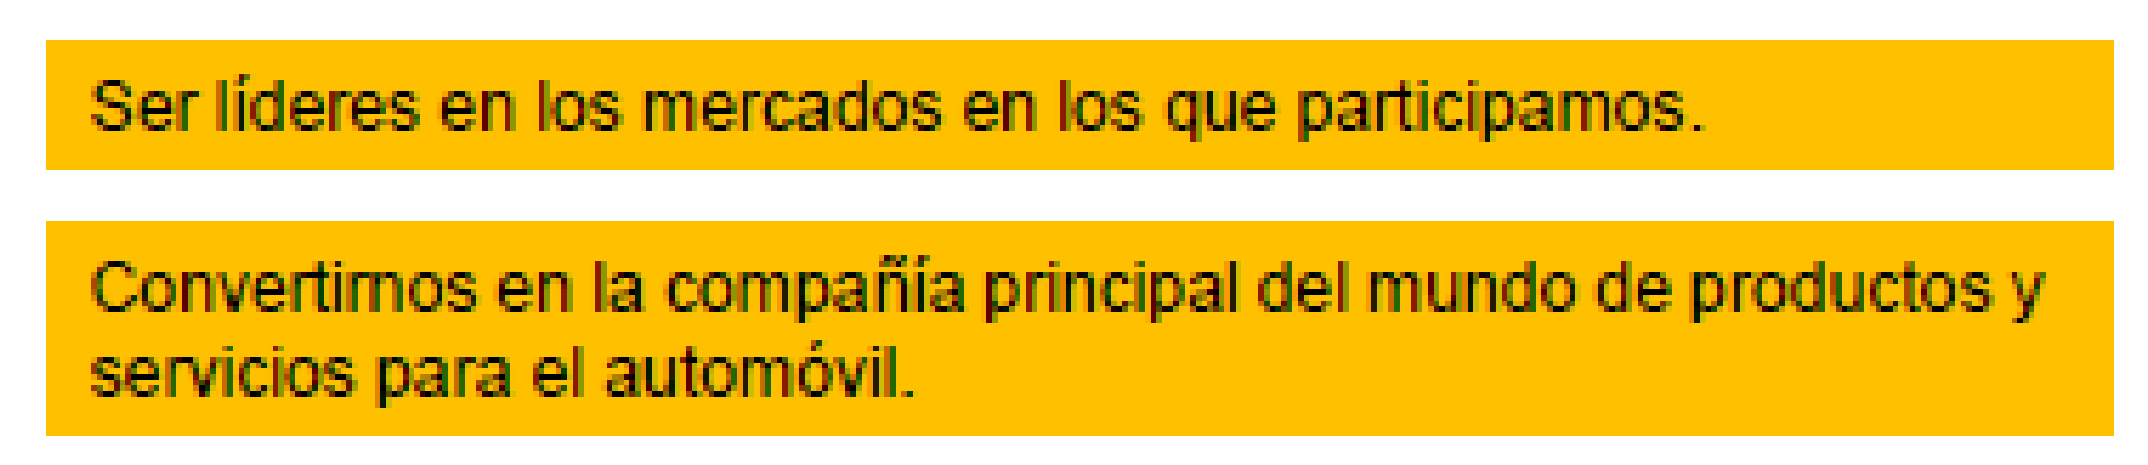 Ser líderes en los mercados en los que participamos.
Convertirnos en la compañía principal del mundo de productos y
servicios para el automóvil.